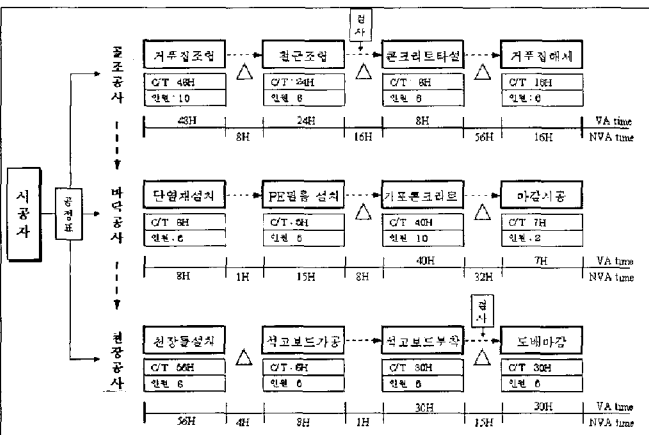 검사
골조공사
거푸집조립
철근조립
콘크리트타설
거푸집해체
C/T 48H
C/T 24H
C/T 8H
C/T 16H
인원 10
인원 6
인원 6
인원 6
48H 24H 8H 16H VA time
8H 16H 56H NVA time
시공자
공정표
바닥공사
단열재설치
PE필름 설치
기포콘크리트
마감시공
C/T 8H
C/T 40H
C/T 7H
인원 6
인원 6
인원 10
인원 2
8H 15H 40H 7H VA time
1H 8H 32H NVA time
검사
천장공사
천장틀설치
석고보드가공
석고보드부착
도배마감
C/T 56H
C/T 30H
C/T 30H
인원 6
인원 6
인원 6
56H 8H 30H 30H VA time
4H 1H 15H NVA time